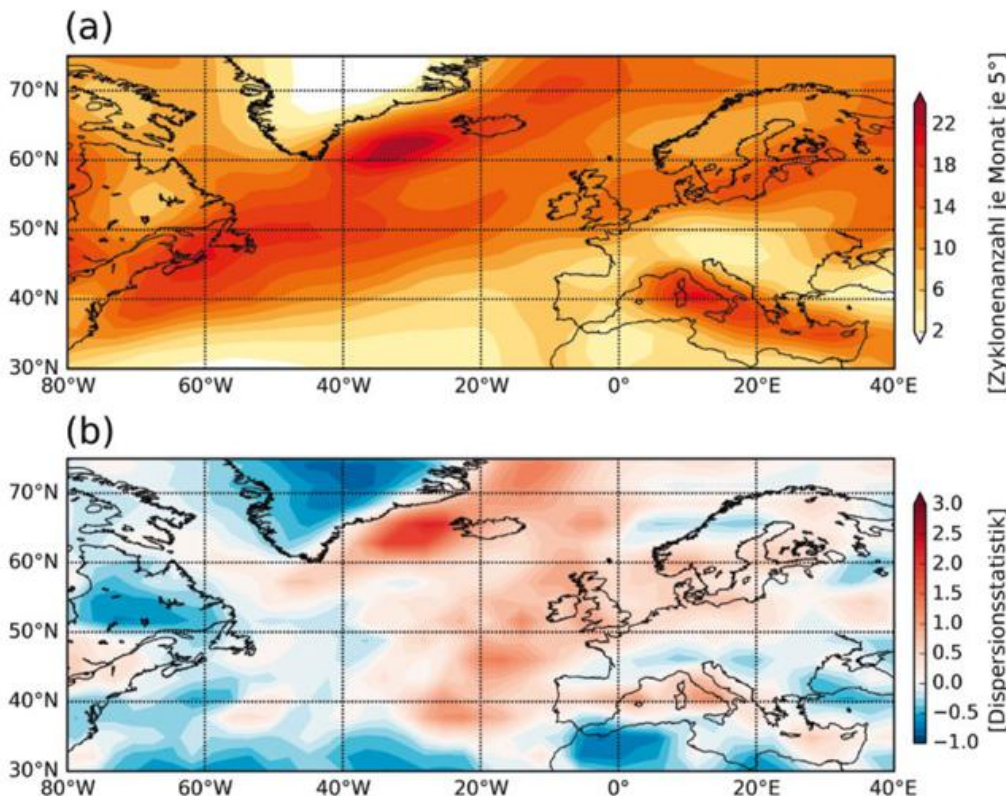 (a)
70°N
60°N
50°N
40°N
30°N
80°W 60°W 40°W 20°W 0° 20°E 40°E
22
18
14
10
6
2
[Zyklonenanzahl je Monat je 5°]
(b)
70°N
60°N
50°N
40°N
30°N
80°W 60°W 40°W 20°W 0° 20°E 40°E
3.0
2.5
2.0
1.5
1.0
0.5
0.0
−0.5
−1.0
[Dispersionsstatistik]